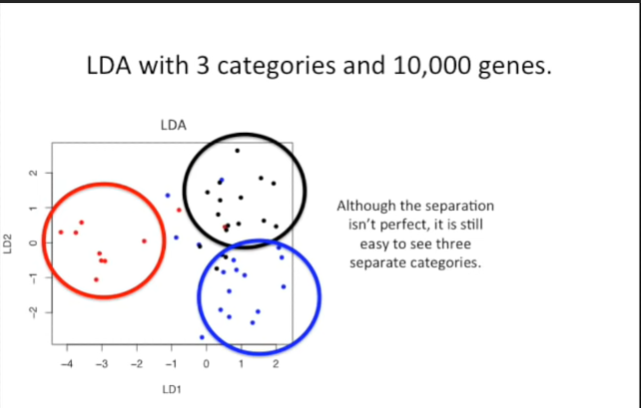 LDA with 3 categories and 10,000 genes.
LDA
Although the separation
isn't perfect, it is still
easy to see three
separate categories.
LD2
2
1
0
-1
-2
-4 -3 -2 -1 0 1 2
LD1